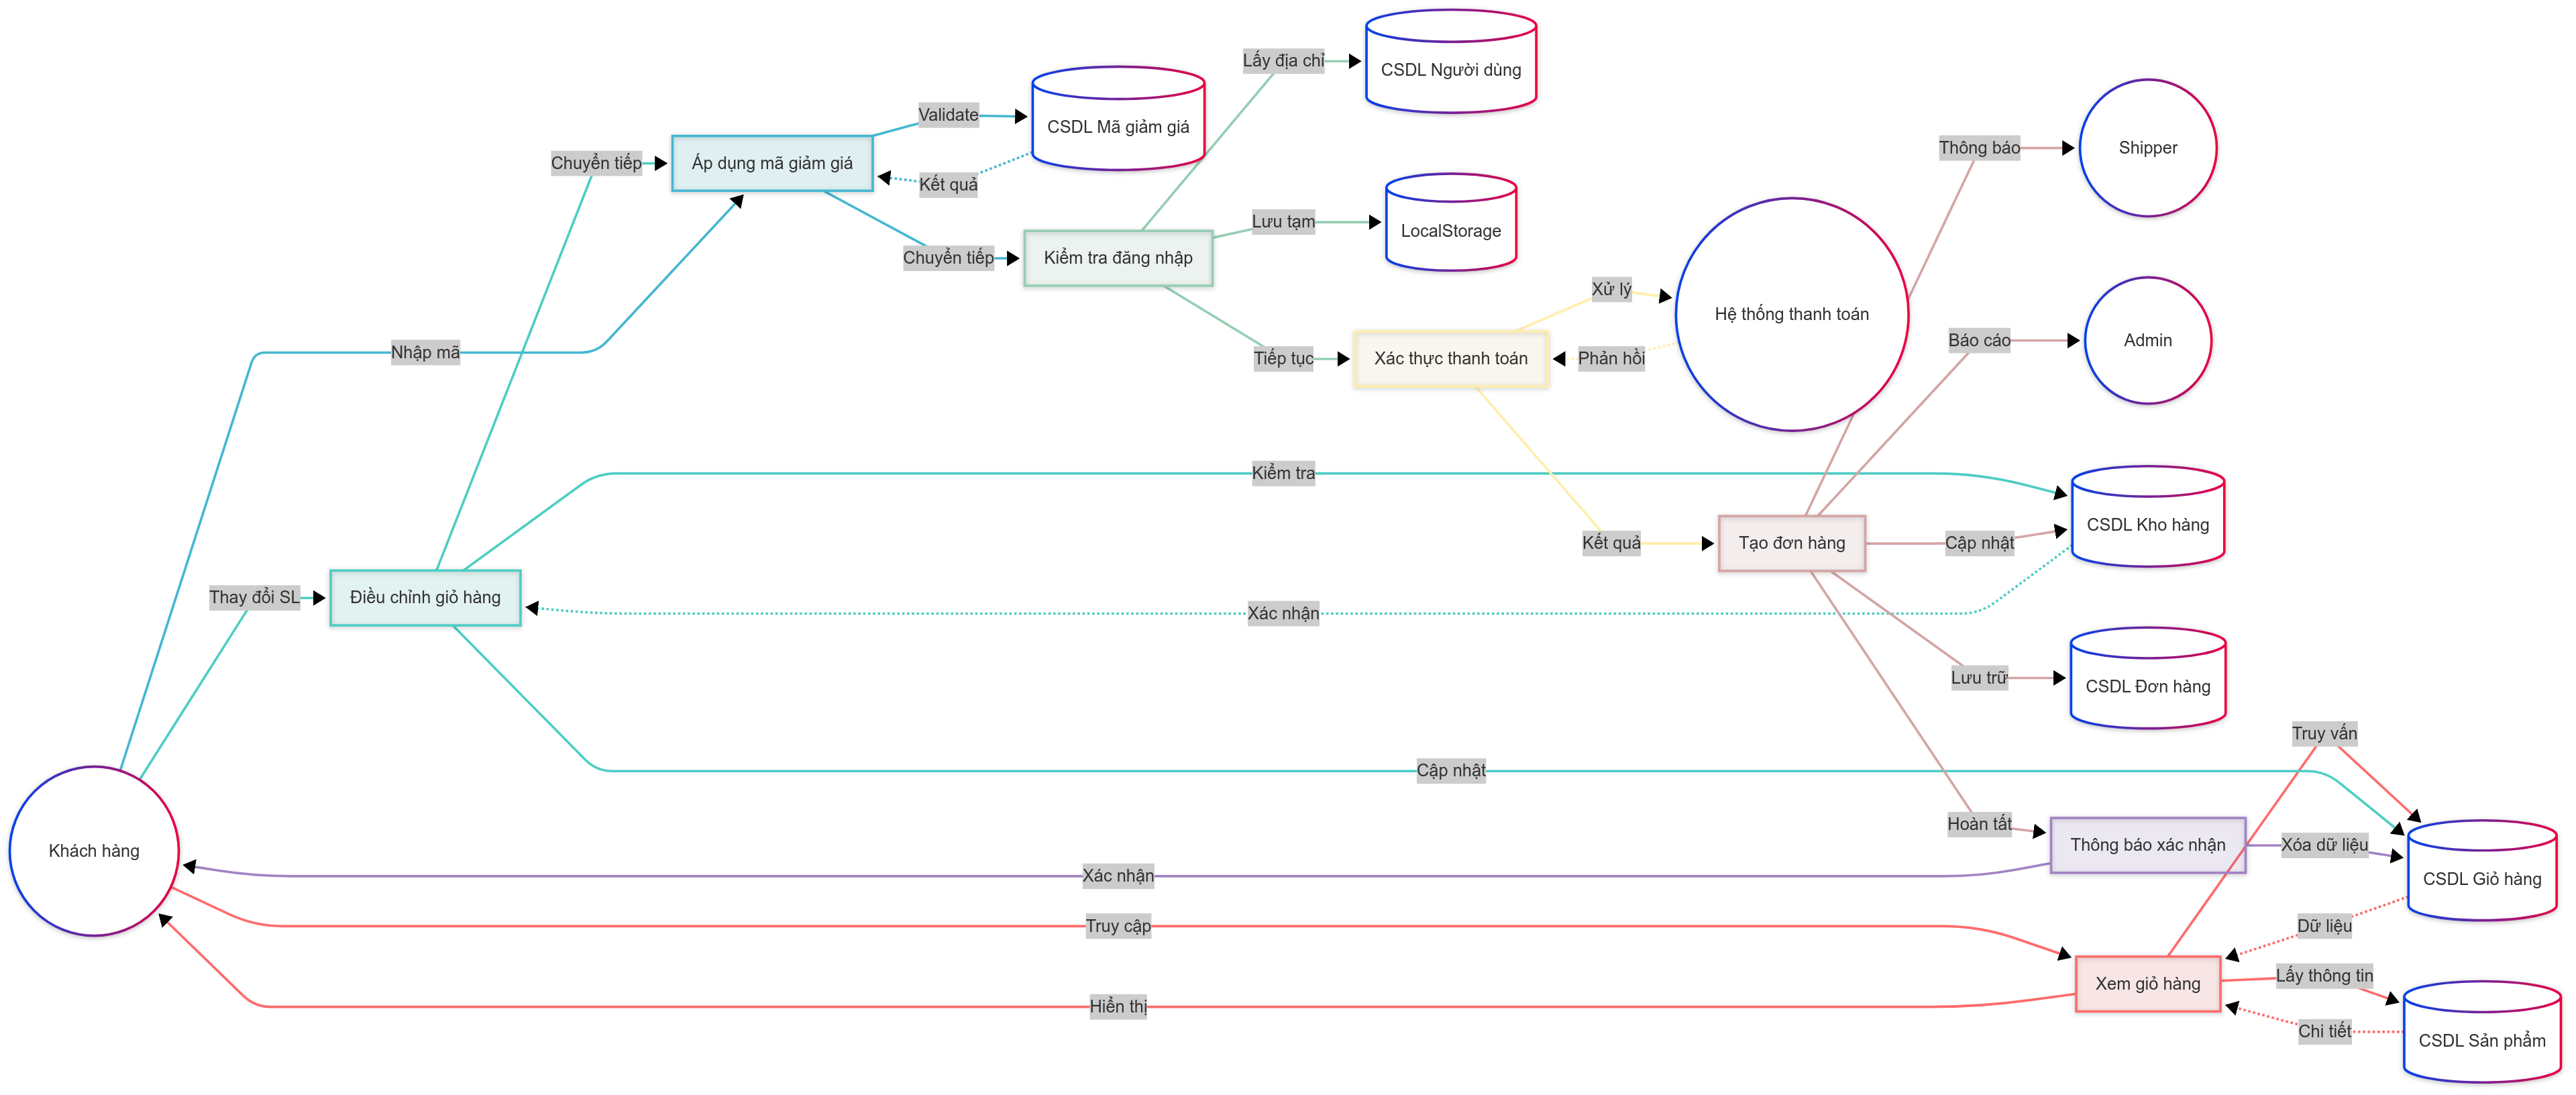 Lấy địa chỉ
CSDL Người dùng
Validate
CSDL Mã giảm giá
Chuyển tiếp
Áp dụng mã giảm giá
Kết quả
Thông báo
Shipper
Lưu tạm
LocalStorage
Chuyển tiếp
Kiểm tra đăng nhập
Xử lý
Hệ thống thanh toán
Nhập mã
Tiếp tục
Xác thực thanh toán
Phản hồi
Báo cáo
Admin
Kiểm tra
CSDL Kho hàng
Kết quả
Tạo đơn hàng
Cập nhật
Thay đổi SL
Điều chỉnh giỏ hàng
Xác nhận
Lưu trữ
CSDL Đơn hàng
Truy vấn
Cập nhật
Hoàn tất
Khách hàng
Thông báo xác nhận
Xóa dữ liệu
Xác nhận
CSDL Giỏ hàng
Truy cập
Dữ liệu
Xem giỏ hàng
Lấy thông tin
Hiển thị
Chi tiết
CSDL Sản phẩm